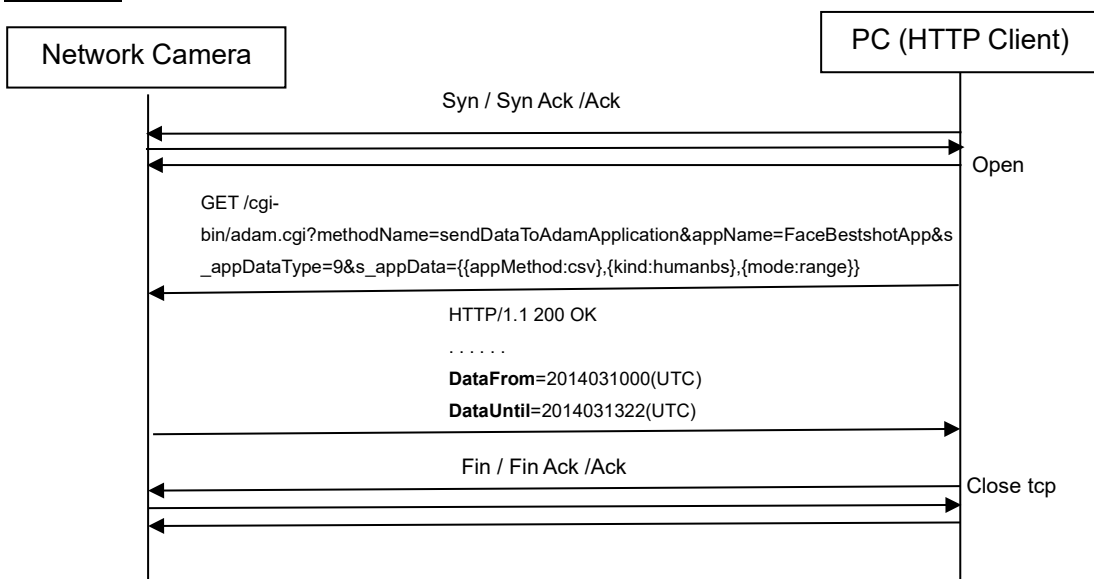 Network Camera
PC (HTTP Client)
Syn / Syn Ack /Ack
Open
GET /cgi-
bin/adam.cgi?methodName=sendDataToAdamApplication&appName=FaceBestshotApp&s
_appDataType=9&s_appData={{appMethod:csv},{kind:humanbs},{mode:range}}
HTTP/1.1 200 OK
. . . . . .
DataFrom=2014031000(UTC)
DataUntil=2014031322(UTC)
Fin / Fin Ack /Ack
Close tcp